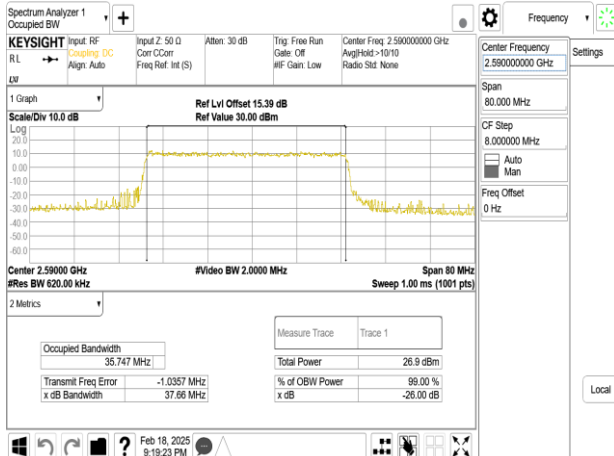 Spectrum Analyzer 1
Occupied BW
+
Frequency
KEYSIGHT
RL
LXI
Input: RF
Coupling: DC
Align: Auto
Input Z: 50 Ω
Corr CCorr
Freq Ref: Int (S)
Atten: 30 dB
Trig: Free Run
Gate: Off
#IF Gain: Low
Center Freq: 2.590000000 GHz
Avg|Hold:>10/10
Radio Std: None
Center Frequency
2.590000000 GHz
Settings
Span
80.000 MHz
CF Step
8.000000 MHz
Auto
Man
Freq Offset
0 Hz
Local
1 Graph
Scale/Div 10.0 dB
Ref Lvl Offset 15.39 dB
Ref Value 30.00 dBm
Log
20.0
10.0
0.00
-10.0
-20.0
-30.0
-40.0
-50.0
-60.0
Center 2.59000 GHz
#Video BW 2.0000 MHz
Span 80 MHz
#Res BW 620.00 kHz
Sweep 1.00 ms (1001 pts)
2 Metrics
Measure Trace Trace 1
Occupied Bandwidth
35.747 MHz
Total Power 26.9 dBm
Transmit Freq Error -1.0357 MHz
% of OBW Power 99.00 %
x dB Bandwidth 37.66 MHz
x dB -26.00 dB
?
Feb 18, 2025
9:19:23 PM